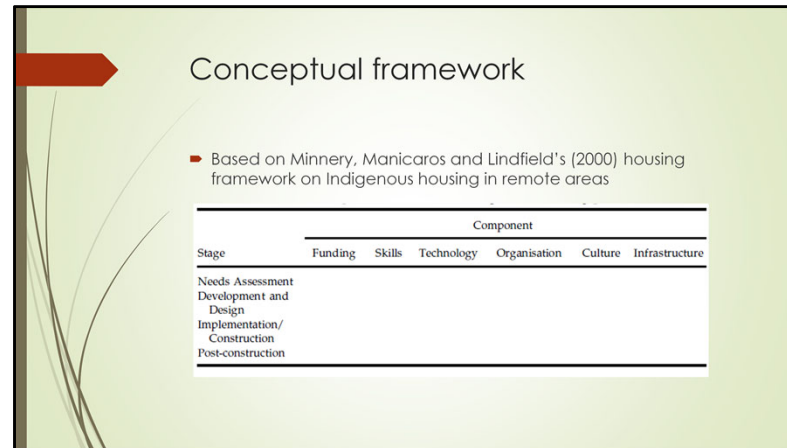 Conceptual framework
Based on Minnery, Manicaros and Lindfield's (2000) housing
framework on Indigenous housing in remote areas
Component
Stage Funding Skills Technology Organisation Culture Infrastructure
Needs Assessment
Development and
Design
Implementation/
Construction
Post-construction